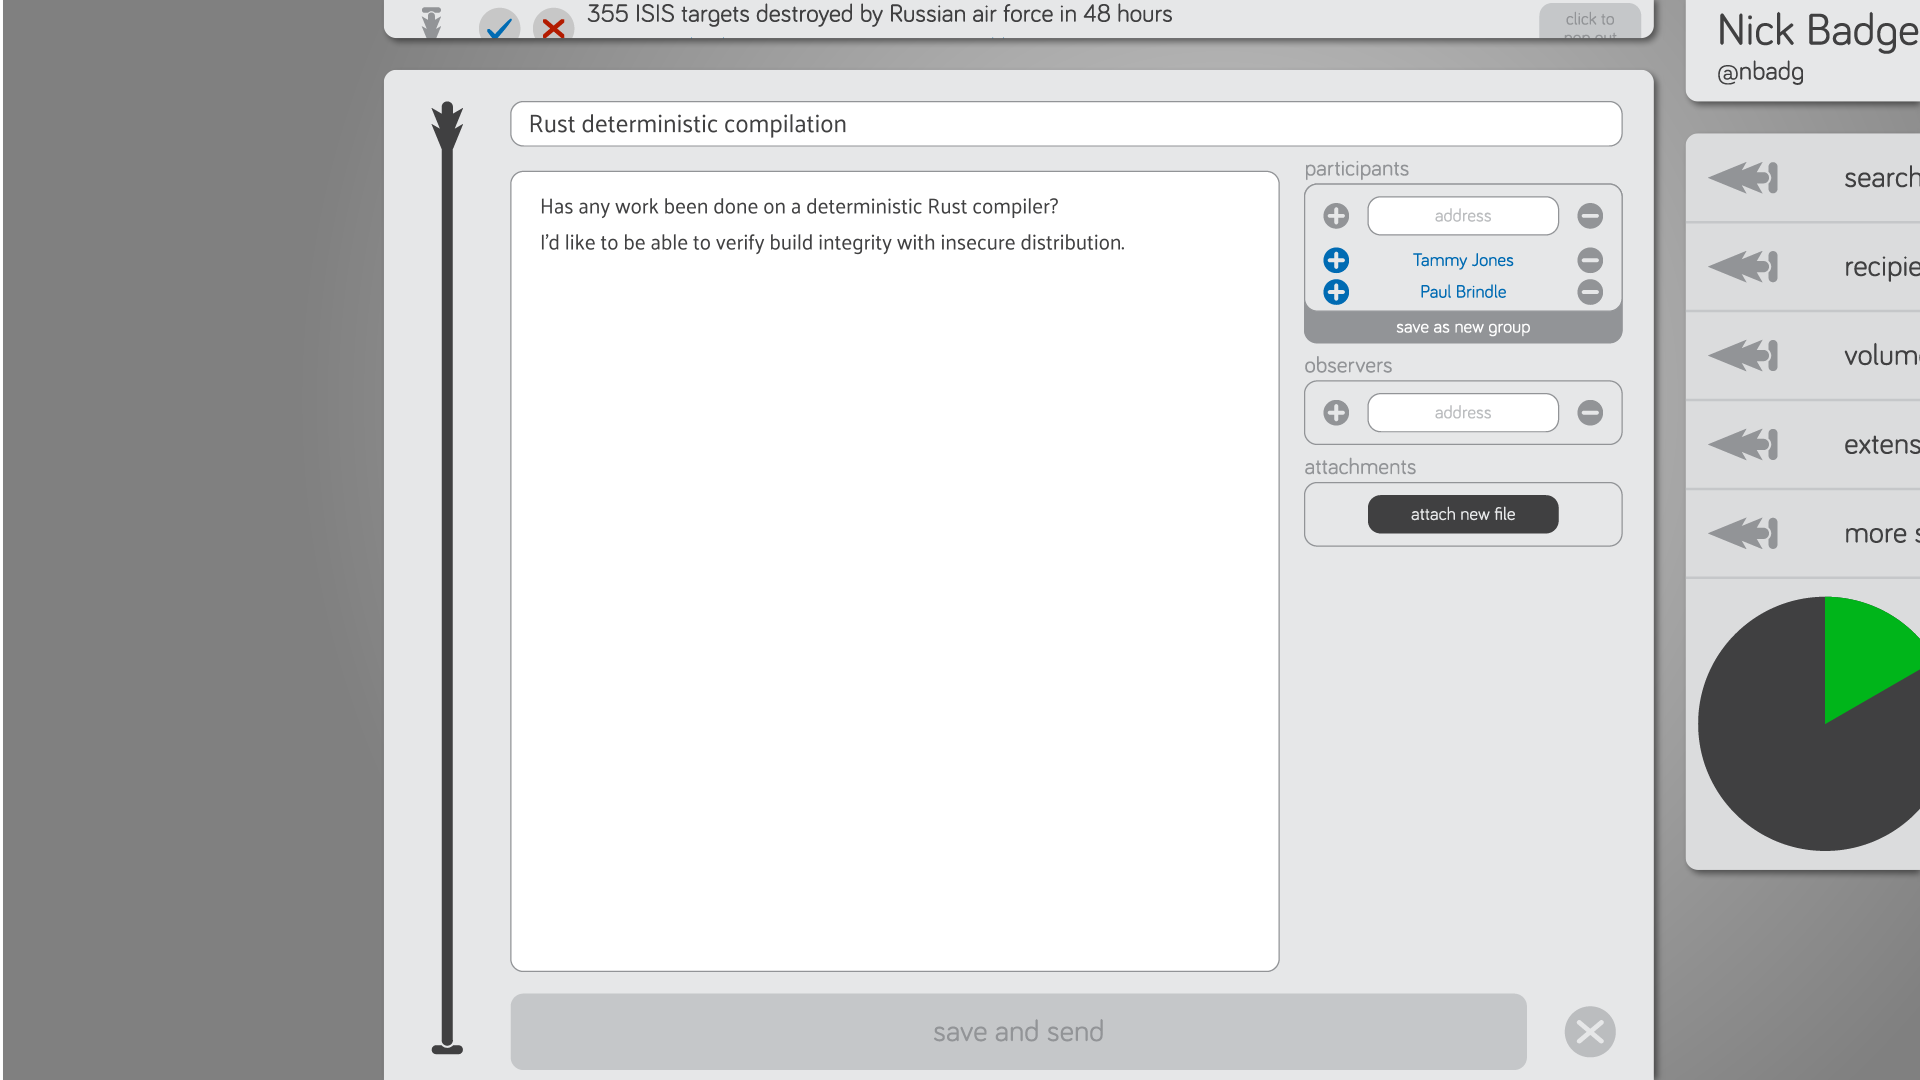 355 ISIS targets destroyed by Russian air force in 48 hours
click to
Nick Badge
@nbadg
Rust deterministic compilation
Has any work been done on a deterministic Rust compiler?
I'd like to be able to verify build integrity with insecure distribution.
participants
address
Tammy Jones
Paul Brindle
save as new group
observers
address
attachments
attach new file
save and send
search
recipie
volum
extens
more s